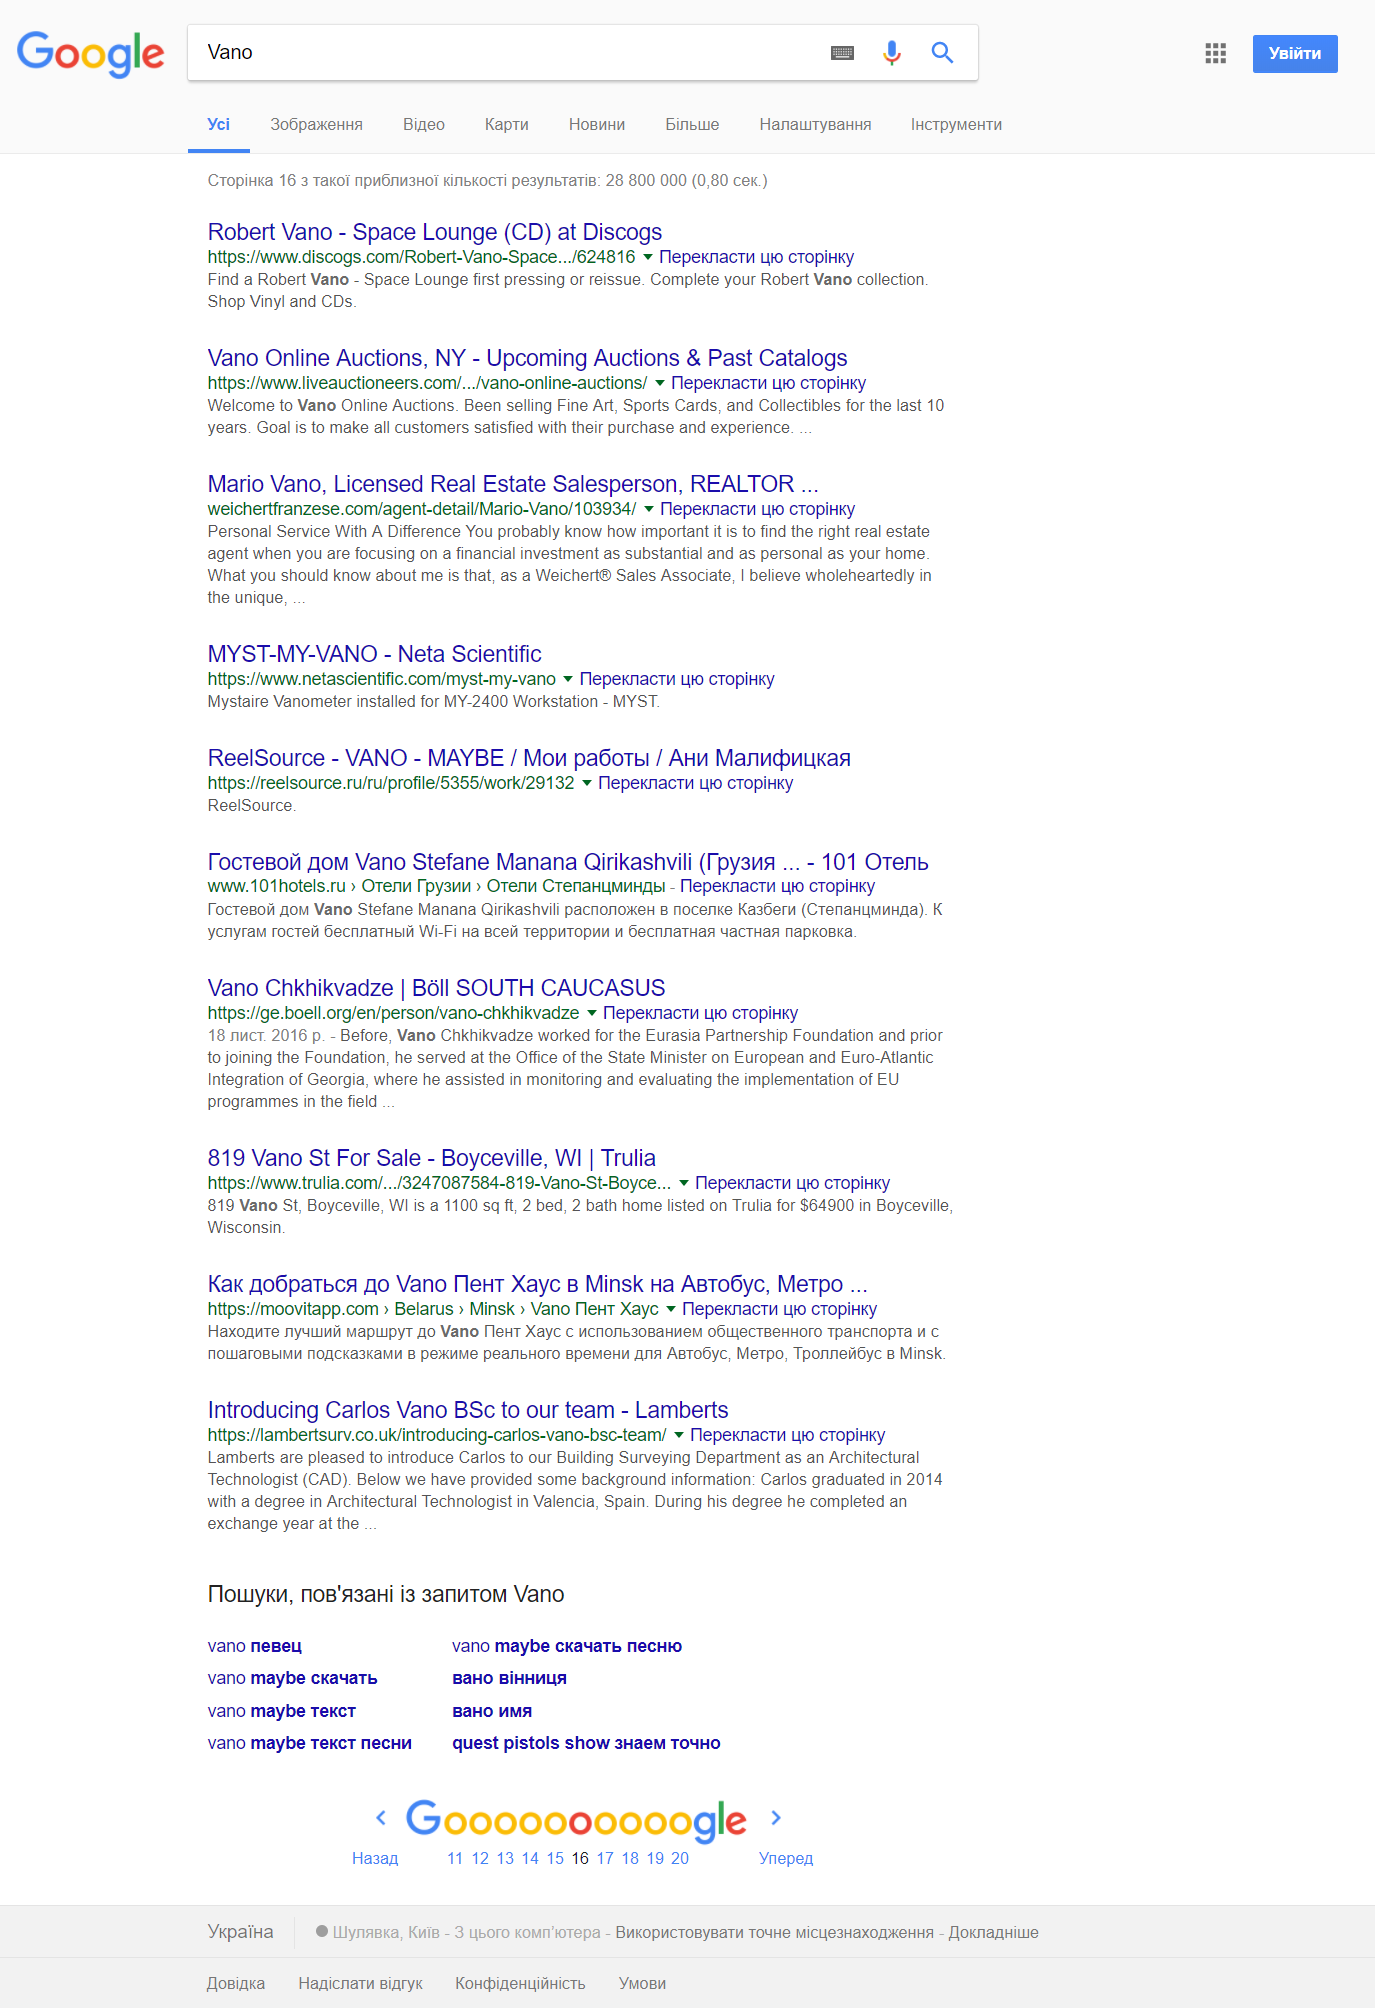 Google
Vano
Увійти
Усі Зображення Відео Карти Новини Більше Налаштування Інструменти
Сторінка 16 з такої приблизної кількості результатів: 28 800 000 (0,80 сек.)
Robert Vano - Space Lounge (CD) at Discogs
https://www.discogs.com/Robert-Vano-Space.../624816 Перекласти цю сторінку
Find a Robert Vano - Space Lounge first pressing or reissue. Complete your Robert Vano collection.
Shop Vinyl and CDs.
Vano Online Auctions, NY - Upcoming Auctions & Past Catalogs
https://www.liveauctioneers.com/.../vano-online-auctions/ Перекласти цю сторінку
Welcome to Vano Online Auctions. Been selling Fine Art, Sports Cards, and Collectibles for the last 10
years. Goal is to make all customers satisfied with their purchase and experience. ...
Mario Vano, Licensed Real Estate Salesperson, REALTOR ...
weichertfranzese.com/agent-detail/Mario-Vano/103934/ Перекласти цю сторінку
Personal Service With A Difference You probably know how important it is to find the right real estate
agent when you are focusing on a financial investment as substantial and as personal as your home.
What you should know about me is that, as a Weichert® Sales Associate, I believe wholeheartedly in
the unique, ...
MYST-MY-VANO - Neta Scientific
https://www.netascientific.com/myst-my-vano Перекласти цю сторінку
Mystaire Vanometer installed for MY-2400 Workstation - MYST.
ReelSource - VANO - MAYBE / Мои работы / Ани Малифицкая
https://reelsource.ru/ru/profile/5355/work/29132 Перекласти цю сторінку
ReelSource.
Гостевой дом Vano Stefane Manana Qirikashvili (Грузия ... - 101 Отель
www.101hotels.ru › Отели Грузии › Отели Степанцминды - Перекласти цю сторінку
Гостевой дом Vano Stefane Manana Qirikashvili расположен в поселке Казбеги (Степанцминда). К
услугам гостей бесплатный Wi-Fi на всей территории и бесплатная частная парковка.
Vano Chkhikvadze | Böll SOUTH CAUCASUS
https://ge.boell.org/en/person/vano-chkhikvadze Перекласти цю сторінку
18 лист. 2016 р. - Before, Vano Chkhikvadze worked for the Eurasia Partnership Foundation and prior
to joining the Foundation, he served at the Office of the State Minister on European and Euro-Atlantic
Integration of Georgia, where he assisted in monitoring and evaluating the implementation of EU
programmes in the field ...
819 Vano St For Sale - Boyceville, WI | Trulia
https://www.trulia.com/.../3247087584-819-Vano-St-Boyce... Перекласти цю сторінку
819 Vano St, Boyceville, WI is a 1100 sq ft, 2 bed, 2 bath home listed on Trulia for $64900 in Boyceville,
Wisconsin.
Как добраться до Vano Пент Хаус в Minsk на Автобус, Метро ...
https://moovitapp.com › Belarus › Minsk › Vano Пент Хаус Перекласти цю сторінку
Находите лучший маршрут до Vano Пент Хаус с использованием общественного транспорта и с
пошаговыми подсказками в режиме реального времени для Автобус, Метро, Троллейбус в Minsk.
Introducing Carlos Vano BSc to our team - Lamberts
https://lambertsurv.co.uk/introducing-carlos-vano-bsc-team/ Перекласти цю сторінку
Lamberts are pleased to introduce Carlos to our Building Surveying Department as an Architectural
Technologist (CAD). Below we have provided some background information: Carlos graduated in 2014
with a degree in Architectural Technologist in Valencia, Spain. During his degree he completed an
exchange year at the ...
Пошуки, пов'язані із запитом Vano
vano певец vano maybe скачать песню
vano maybe скачать вано вінниця
vano maybe текст вано имя
vano maybe текст песни quest pistols show знаем точно
Goooooooooogle
Назад 11 12 13 14 15 16 17 18 19 20 Уперед
Україна Шулявка, Київ - З цього комп'ютера - Використовувати точне місцезнаходження - Докладніше
Довідка Надіслати відгук Конфіденційність Умови